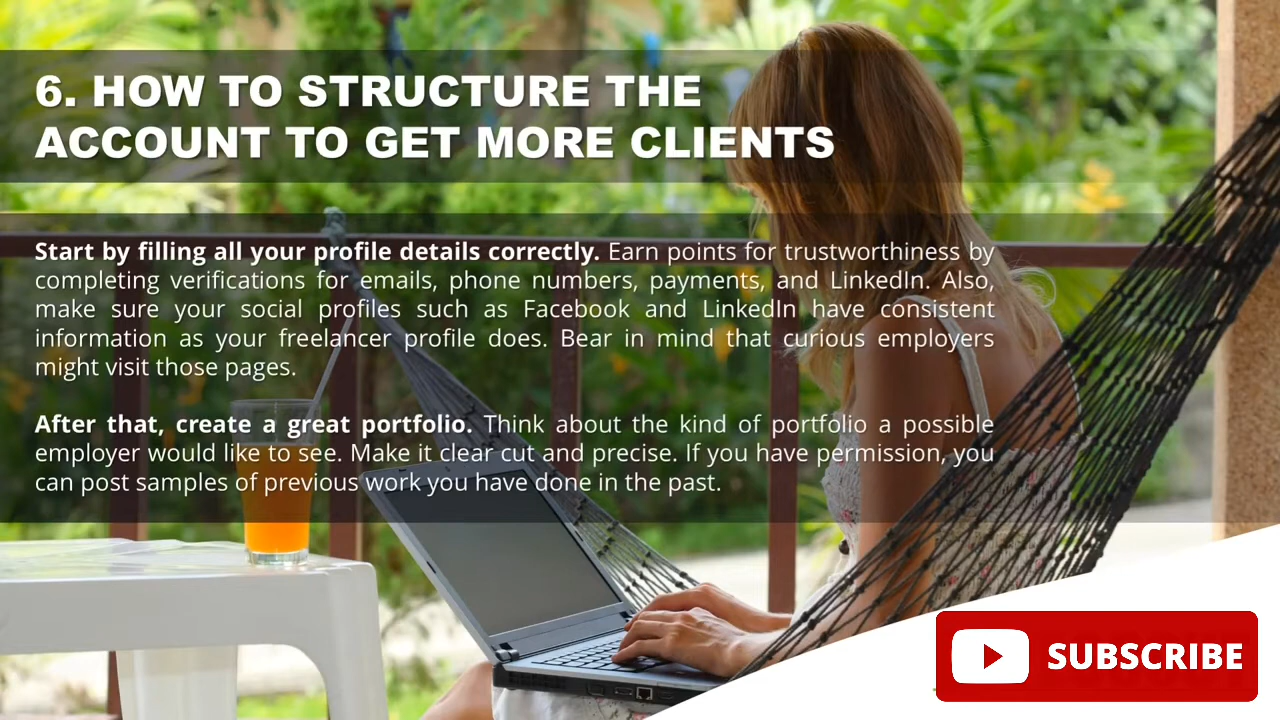 6. HOW TO STRUCTURE THE
ACCOUNT TO GET MORE CLIENTS
Start by filling all your profile details correctly. Earn points for trustworthiness by
completing verifications for emails, phone numbers, payments, and LinkedIn. Also,
make sure your social profiles such as Facebook and LinkedIn have consistent
information as your freelancer profile does. Bear in mind that curious employers
might visit those pages.
After that, create a great portfolio. Think about the kind of portfolio a possible
employer would like to see. Make it clear cut and precise. If you have permission, you
can post samples of previous work you have done in the past.
SUBSCRIBE